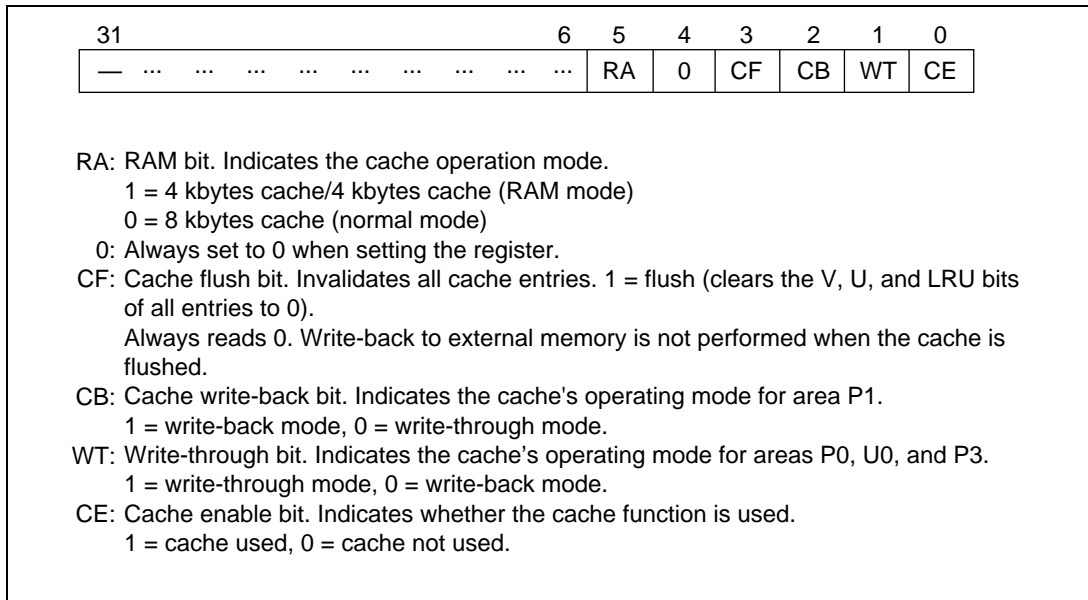 31 6 5 4 3 2 1 0
— ... ... ... ... ... ... ... ... ... RA 0 CF CB WT CE
RA: RAM bit. Indicates the cache operation mode.
1 = 4 kbytes cache/4 kbytes cache (RAM mode)
0 = 8 kbytes cache (normal mode)
0: Always set to 0 when setting the register.
CF: Cache flush bit. Invalidates all cache entries. 1 = flush (clears the V, U, and LRU bits
of all entries to 0).
Always reads 0. Write-back to external memory is not performed when the cache is
flushed.
CB: Cache write-back bit. Indicates the cache's operating mode for area P1.
1 = write-back mode, 0 = write-through mode.
WT: Write-through bit. Indicates the cache’s operating mode for areas P0, U0, and P3.
1 = write-through mode, 0 = write-back mode.
CE: Cache enable bit. Indicates whether the cache function is used.
1 = cache used, 0 = cache not used.